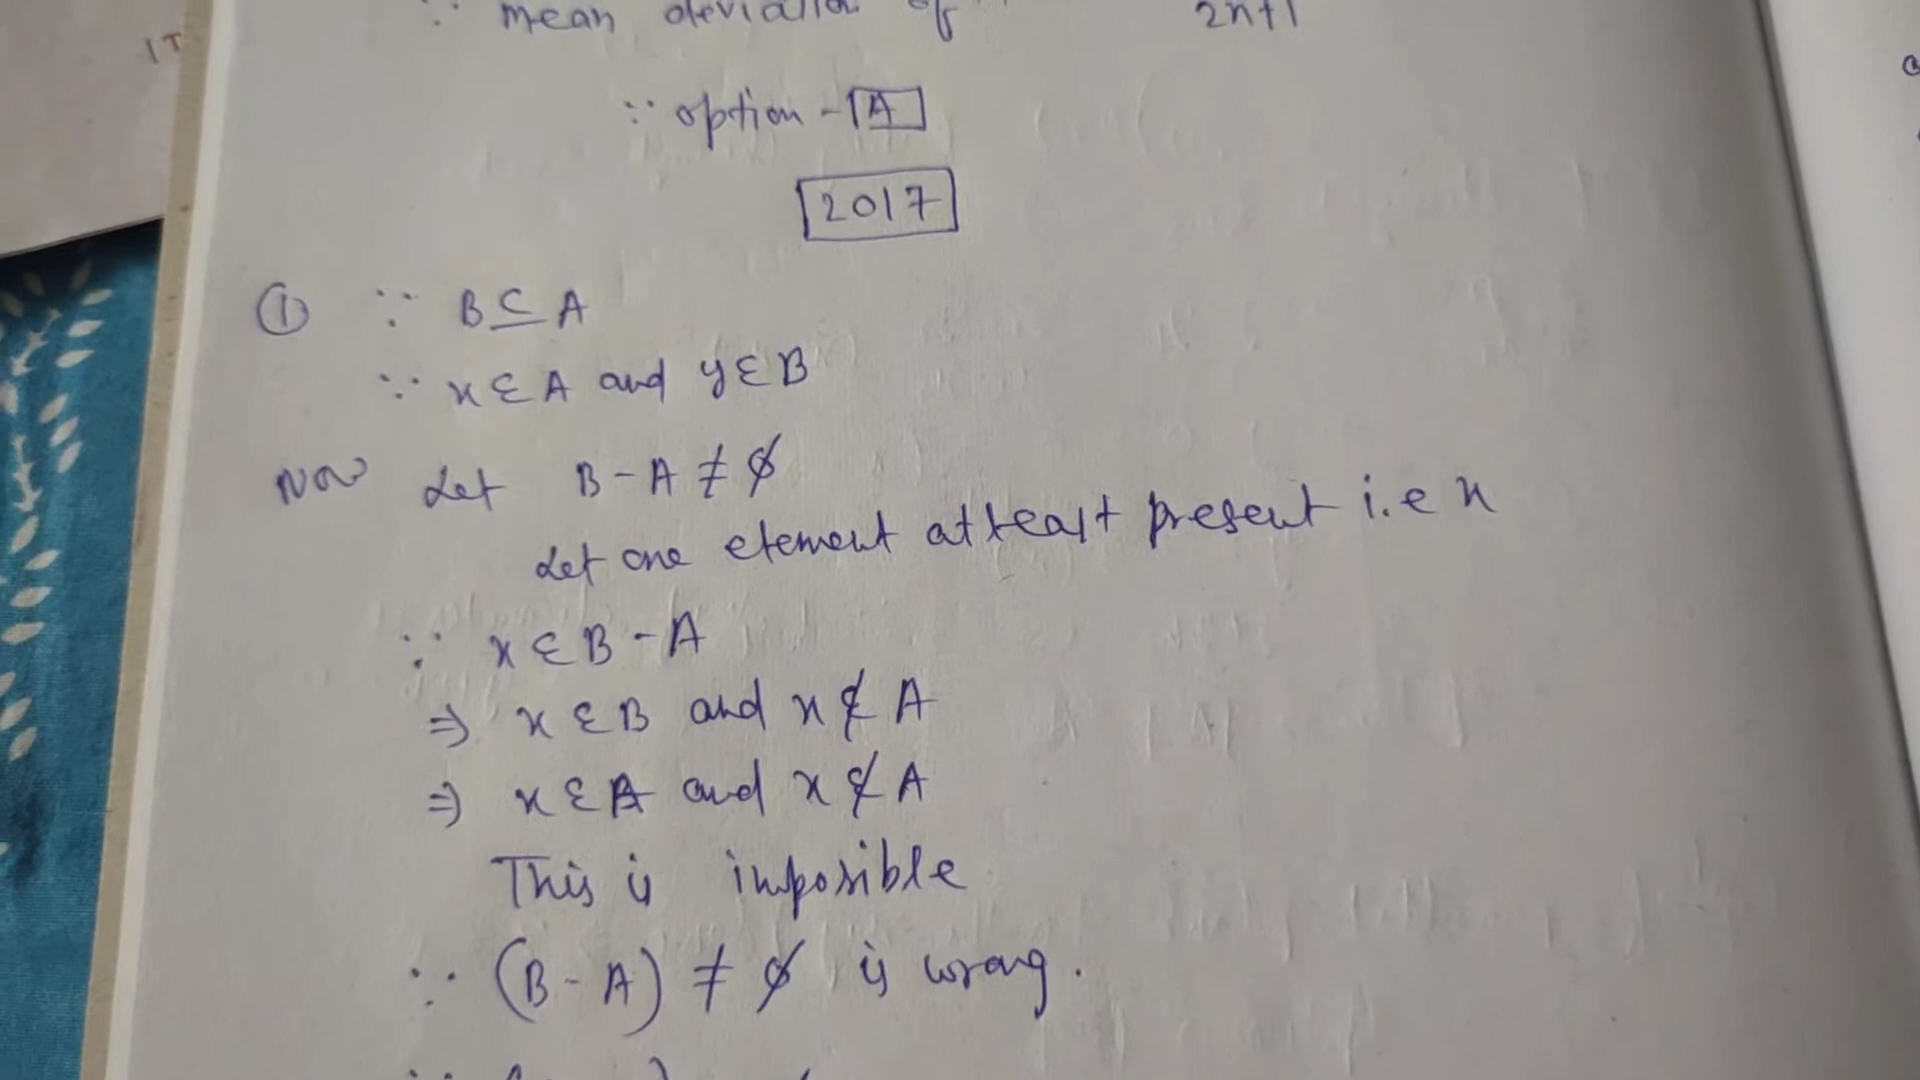 ∵ mean deviation of 2n+1
∵ option - A
2017
① ∵ B ⊆ A
∵ x ∈ A and y ∈ B
Now Let B - A ≠ ∅
Let one element atleast present i.e x
∵ x ∈ B - A
⇒ x ∈ B and x ∉ A
⇒ x ∈ A and x ∉ A
This is imposible
∵ (B - A) ≠ ∅ is wrong.